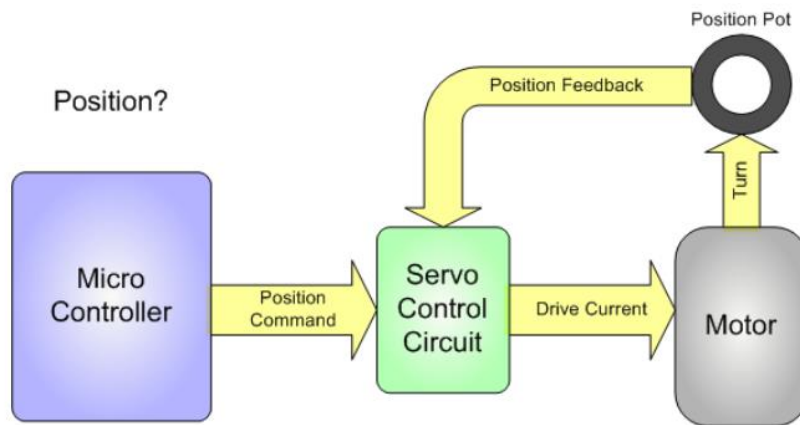 Position Pot
Position Feedback
Position?
Turn
Micro
Controller
Position
Command
Servo
Control
Circuit
Drive Current
Motor